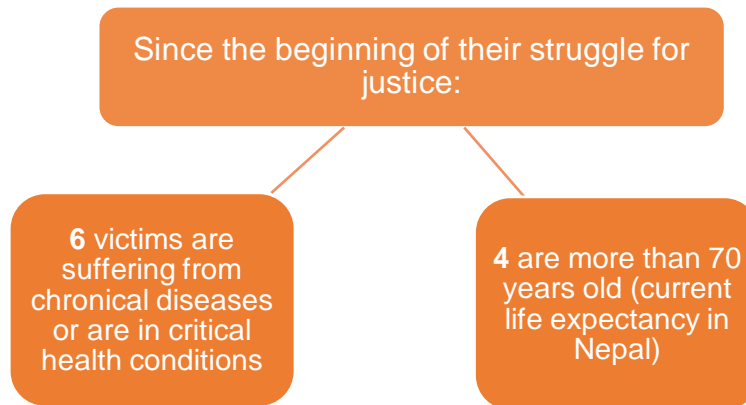 Since the beginning of their struggle for
justice:
6 victims are
suffering from
chronical diseases
or are in critical
health conditions
4 are more than 70
years old (current
life expectancy in
Nepal)